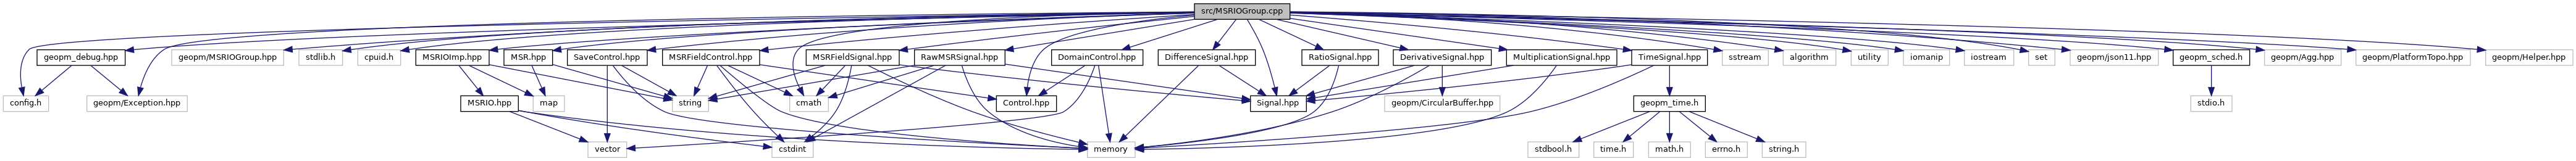 src/MSRIOGroup.cpp
geopm_debug.hpp
geopm/MSRIOGroup.hpp
stdlib.h
cpuid.h
MSRIOImp.hpp
MSR.hpp
SaveControl.hpp
MSRFieldControl.hpp
MSRFieldSignal.hpp
RawMSRSignal.hpp
DomainControl.hpp
DifferenceSignal.hpp
RatioSignal.hpp
DerivativeSignal.hpp
MultiplicationSignal.hpp
TimeSignal.hpp
sstream
algorithm
utility
iomanip
iostream
set
geopm/json11.hpp
geopm_sched.h
geopm/Agg.hpp
geopm/PlatformTopo.hpp
geopm/Helper.hpp
config.h
geopm/Exception.hpp
MSRIO.hpp
map
string
cmath
Control.hpp
Signal.hpp
geopm/CircularBuffer.hpp
geopm_time.h
stdio.h
vector
cstdint
memory
stdbool.h
time.h
math.h
errno.h
string.h